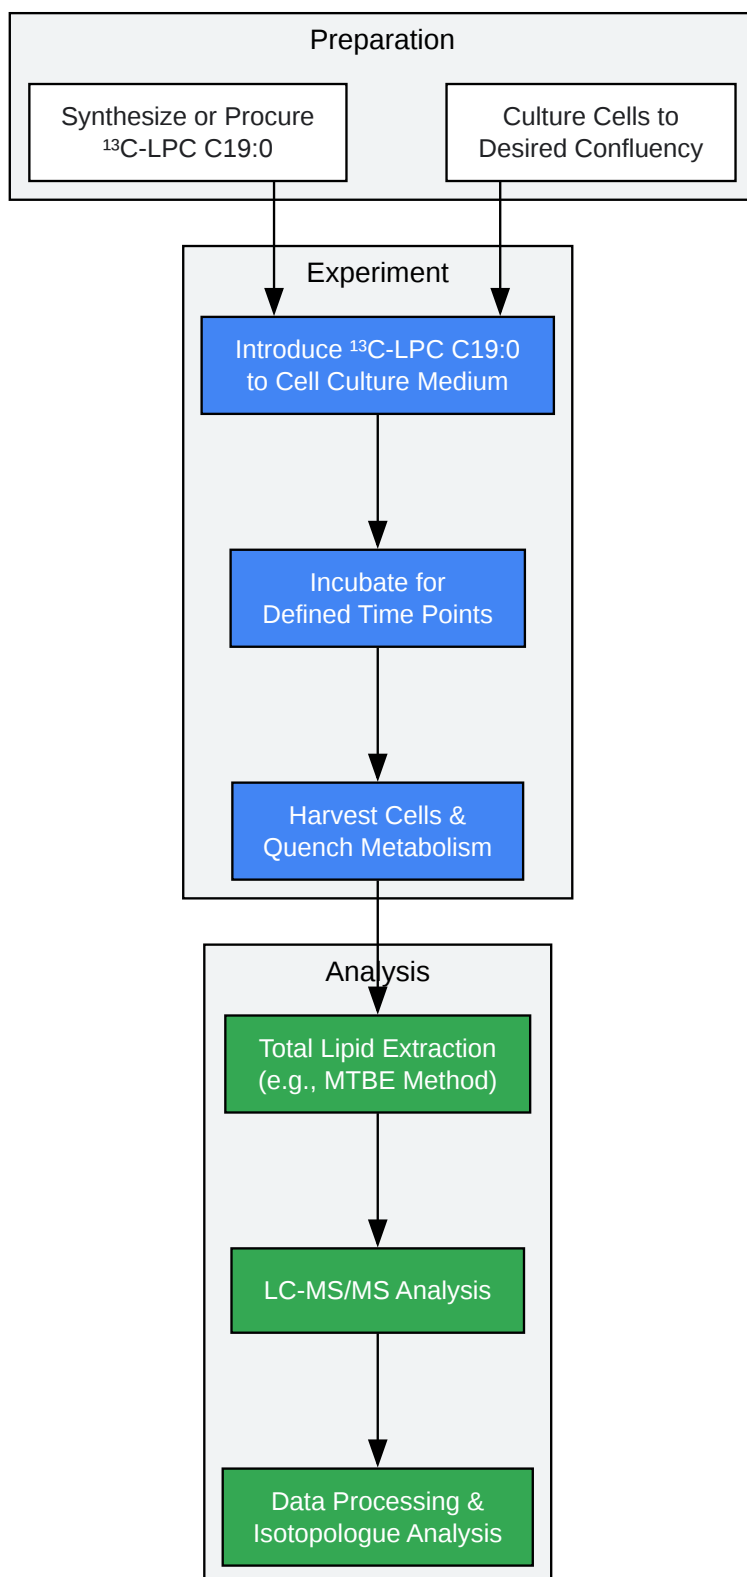 Preparation
Synthesize or Procure
¹³C-LPC C19:0
Culture Cells to
Desired Confluency
Experiment
Introduce ¹³C-LPC C19:0
to Cell Culture Medium
Incubate for
Defined Time Points
Harvest Cells &
Quench Metabolism
Analysis
Total Lipid Extraction
(e.g., MTBE Method)
LC-MS/MS Analysis
Data Processing &
Isotopologue Analysis